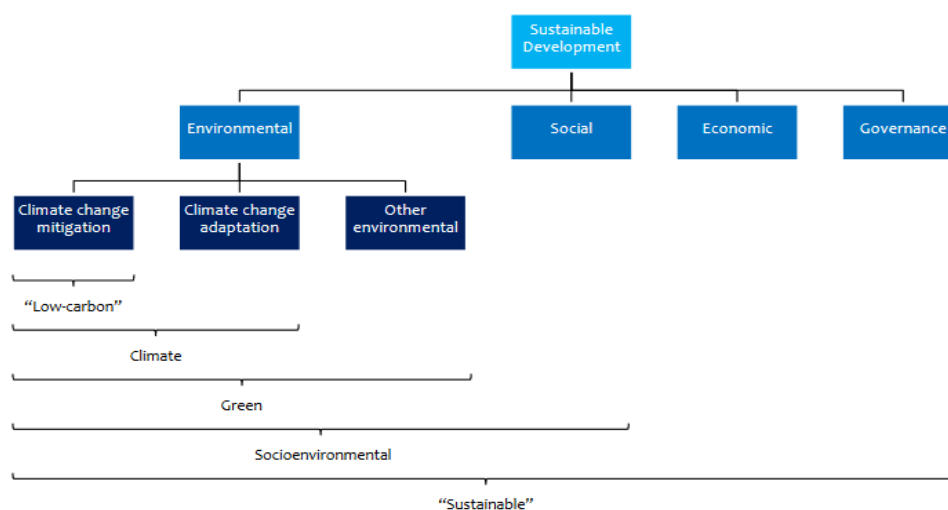 Sustainable
Development
Environmental
Social
Economic
Governance
Climate change
mitigation
Climate change
adaptation
Other
environmental
“Low-carbon”
Climate
Green
Socioenvironmental
“Sustainable”